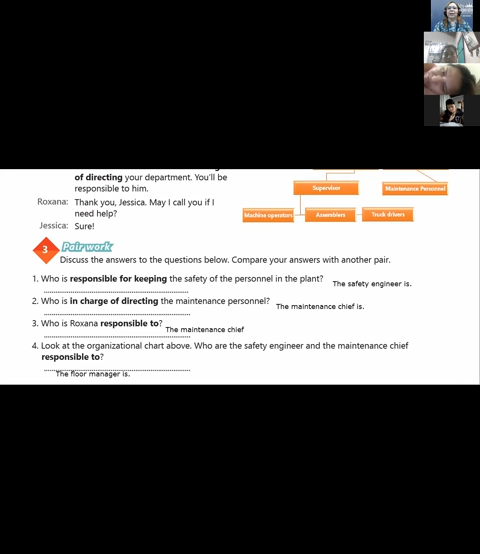 of directing your department. You'll be
responsible to him.
Roxana: Thank you, Jessica. May I call you if I
need help?
Jessica: Sure!
Supervisor
Maintenance Personnel
Machine operators
Assemblers
Truck drivers
3 Pair work
Discuss the answers to the questions below. Compare your answers with another pair.
1. Who is responsible for keeping the safety of the personnel in the plant? The safety engineer is.
2. Who is in charge of directing the maintenance personnel? The maintenance chief is.
3. Who is Roxana responsible to? The maintenance chief
4. Look at the organizational chart above. Who are the safety engineer and the maintenance chief
responsible to?
The floor manager is.